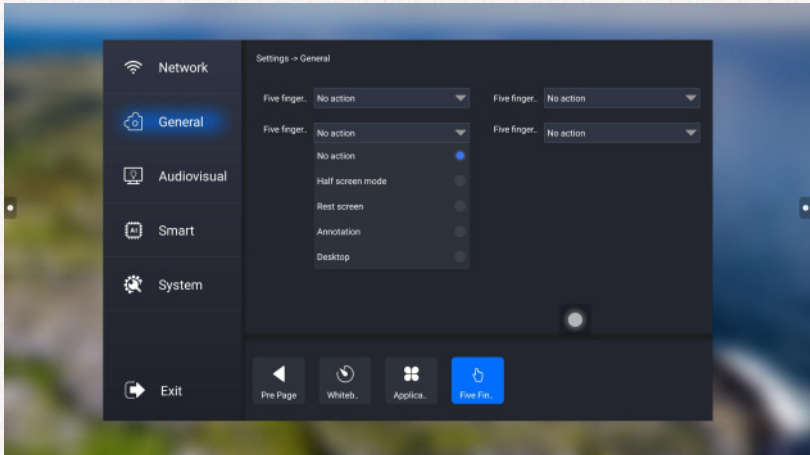 Settings -> General
Network
General
Audiovisual
AI
Smart
System
Exit
Five finger.. No action Five finger.. No action
Five finger.. No action Five finger.. No action
No action
Half screen mode
Rest screen
Annotation
Desktop
Pre Page Whiteb.. Applica.. Five Fin..